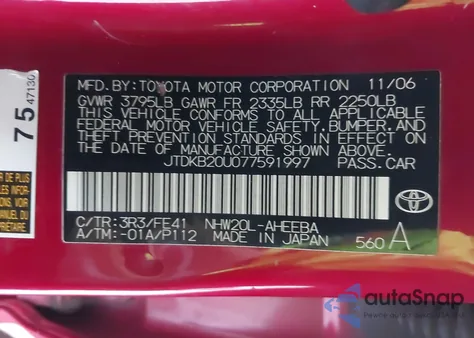 MFD. BY: TOYOTA MOTOR CORPORATION 11/06
GVWR 3795LB GAWR FR 2335LB RR 2250LB
THIS VEHICLE CONFORMS TO ALL APPLICABLE
FEDERAL MOTOR VEHICLE SAFETY, BUMPER, AND
THEFT PREVENTION STANDARDS IN EFFECT ON
THE DATE OF MANUFACTURE SHOWN ABOVE.
JTDKB20U077591997 PASS.CAR
C/TR: 3R3/FE41 NHW20L-AHEEBA
A/TM: -01A/P112 MADE IN JAPAN
560 A
TOYOTA
75
47130
autoSnap